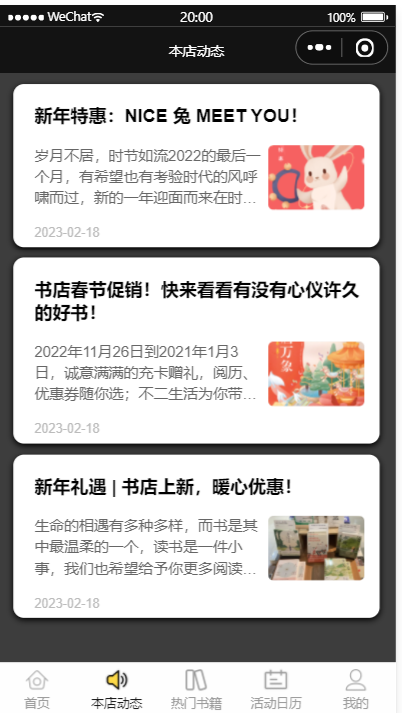 WeChat 20:00 100%
本店动态
新年特惠：NICE 兔 MEET YOU！
岁月不居，时节如流2022的最后一
个月，有希望也有考验时代的风呼
啸而过，新的一年迎面而来在时...
2023-02-18
书店春节促销！快来看看有没有心仪许久
的好书！
2022年11月26日到2021年1月3
日，诚意满满的充卡赠礼，阅历、
优惠券随你选；不二生活为你带...
万象
2023-02-18
新年礼遇 | 书店上新，暖心优惠！
生命的相遇有多种多样，而书是其
中最温柔的一个，读书是一件小
事，我们也希望给予你更多阅读...
2023-02-18
首页 本店动态 热门书籍 活动日历 我的